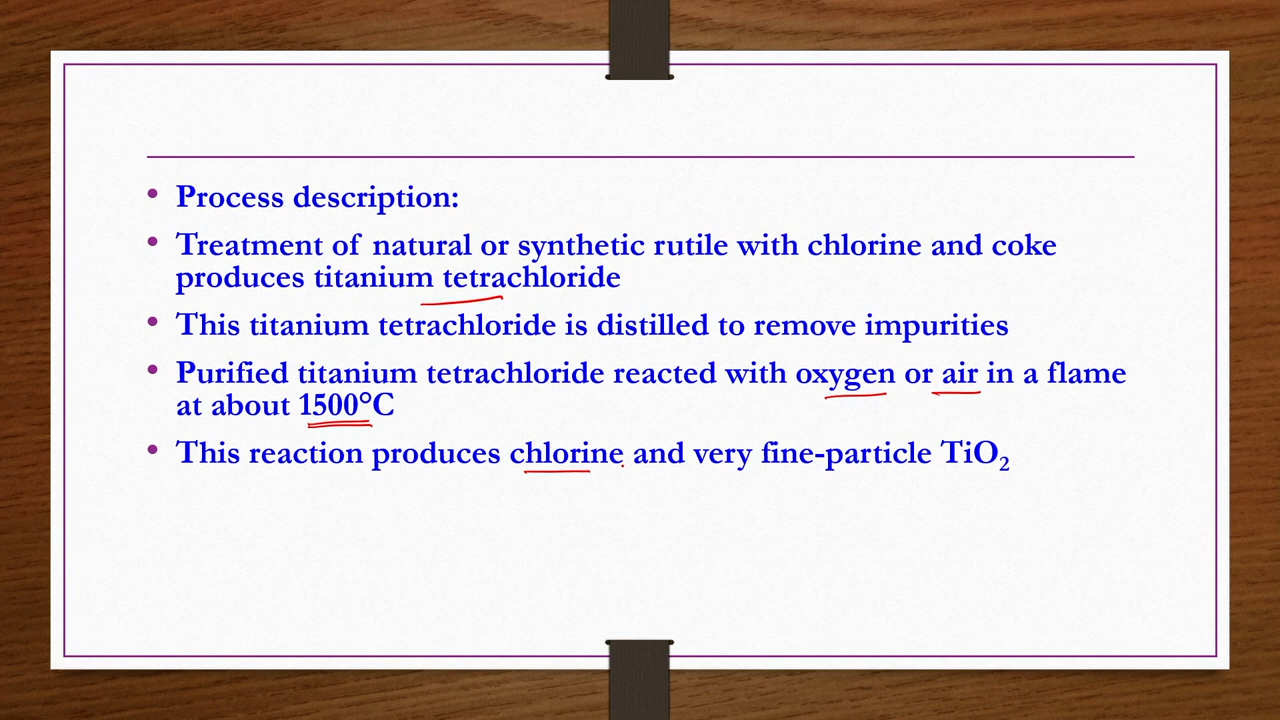 • Process description:
• Treatment of natural or synthetic rutile with chlorine and coke
produces titanium tetrachloride
• This titanium tetrachloride is distilled to remove impurities
• Purified titanium tetrachloride reacted with oxygen or air in a flame
at about 1500°C
• This reaction produces chlorine and very fine-particle TiO₂